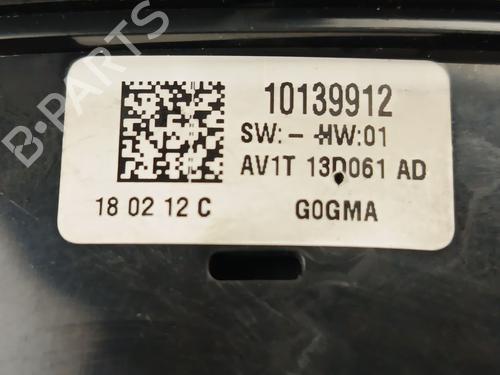 10139912
SW:- HW:01
AV1T 13D061 AD
18 02 12 C
G0GMA
B-PARTS